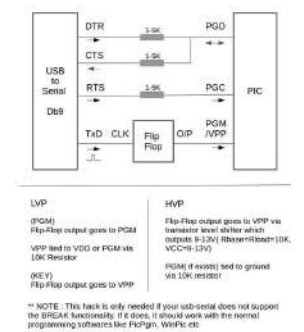 DTR 1-9K PGD
CTS 1-9K
USB to Serial Db9
RTS 1-9K PGC
PIC
TxD CLK Flip Flop O/P PGM /VPP
LVP
(PGM)
Flip-Flop output goes to PGM
VPP tied to VDD or PGM via
10K Resistor
(KEY)
Flip-Flop output goes to VPP
HVP
Flip-Flop output goes to VPP via
transistor level shifter which
outputs 9-13V( Rbase=Rload=10K,
VCC=9-13V)
PGM( if exists) tied to ground
via 10K resistor
** NOTE : This hack is only needed if your usb-serial does not support
the BREAK functionality. If it does, it should work with the normal
programming softwares like PicPgm, WinPic etc